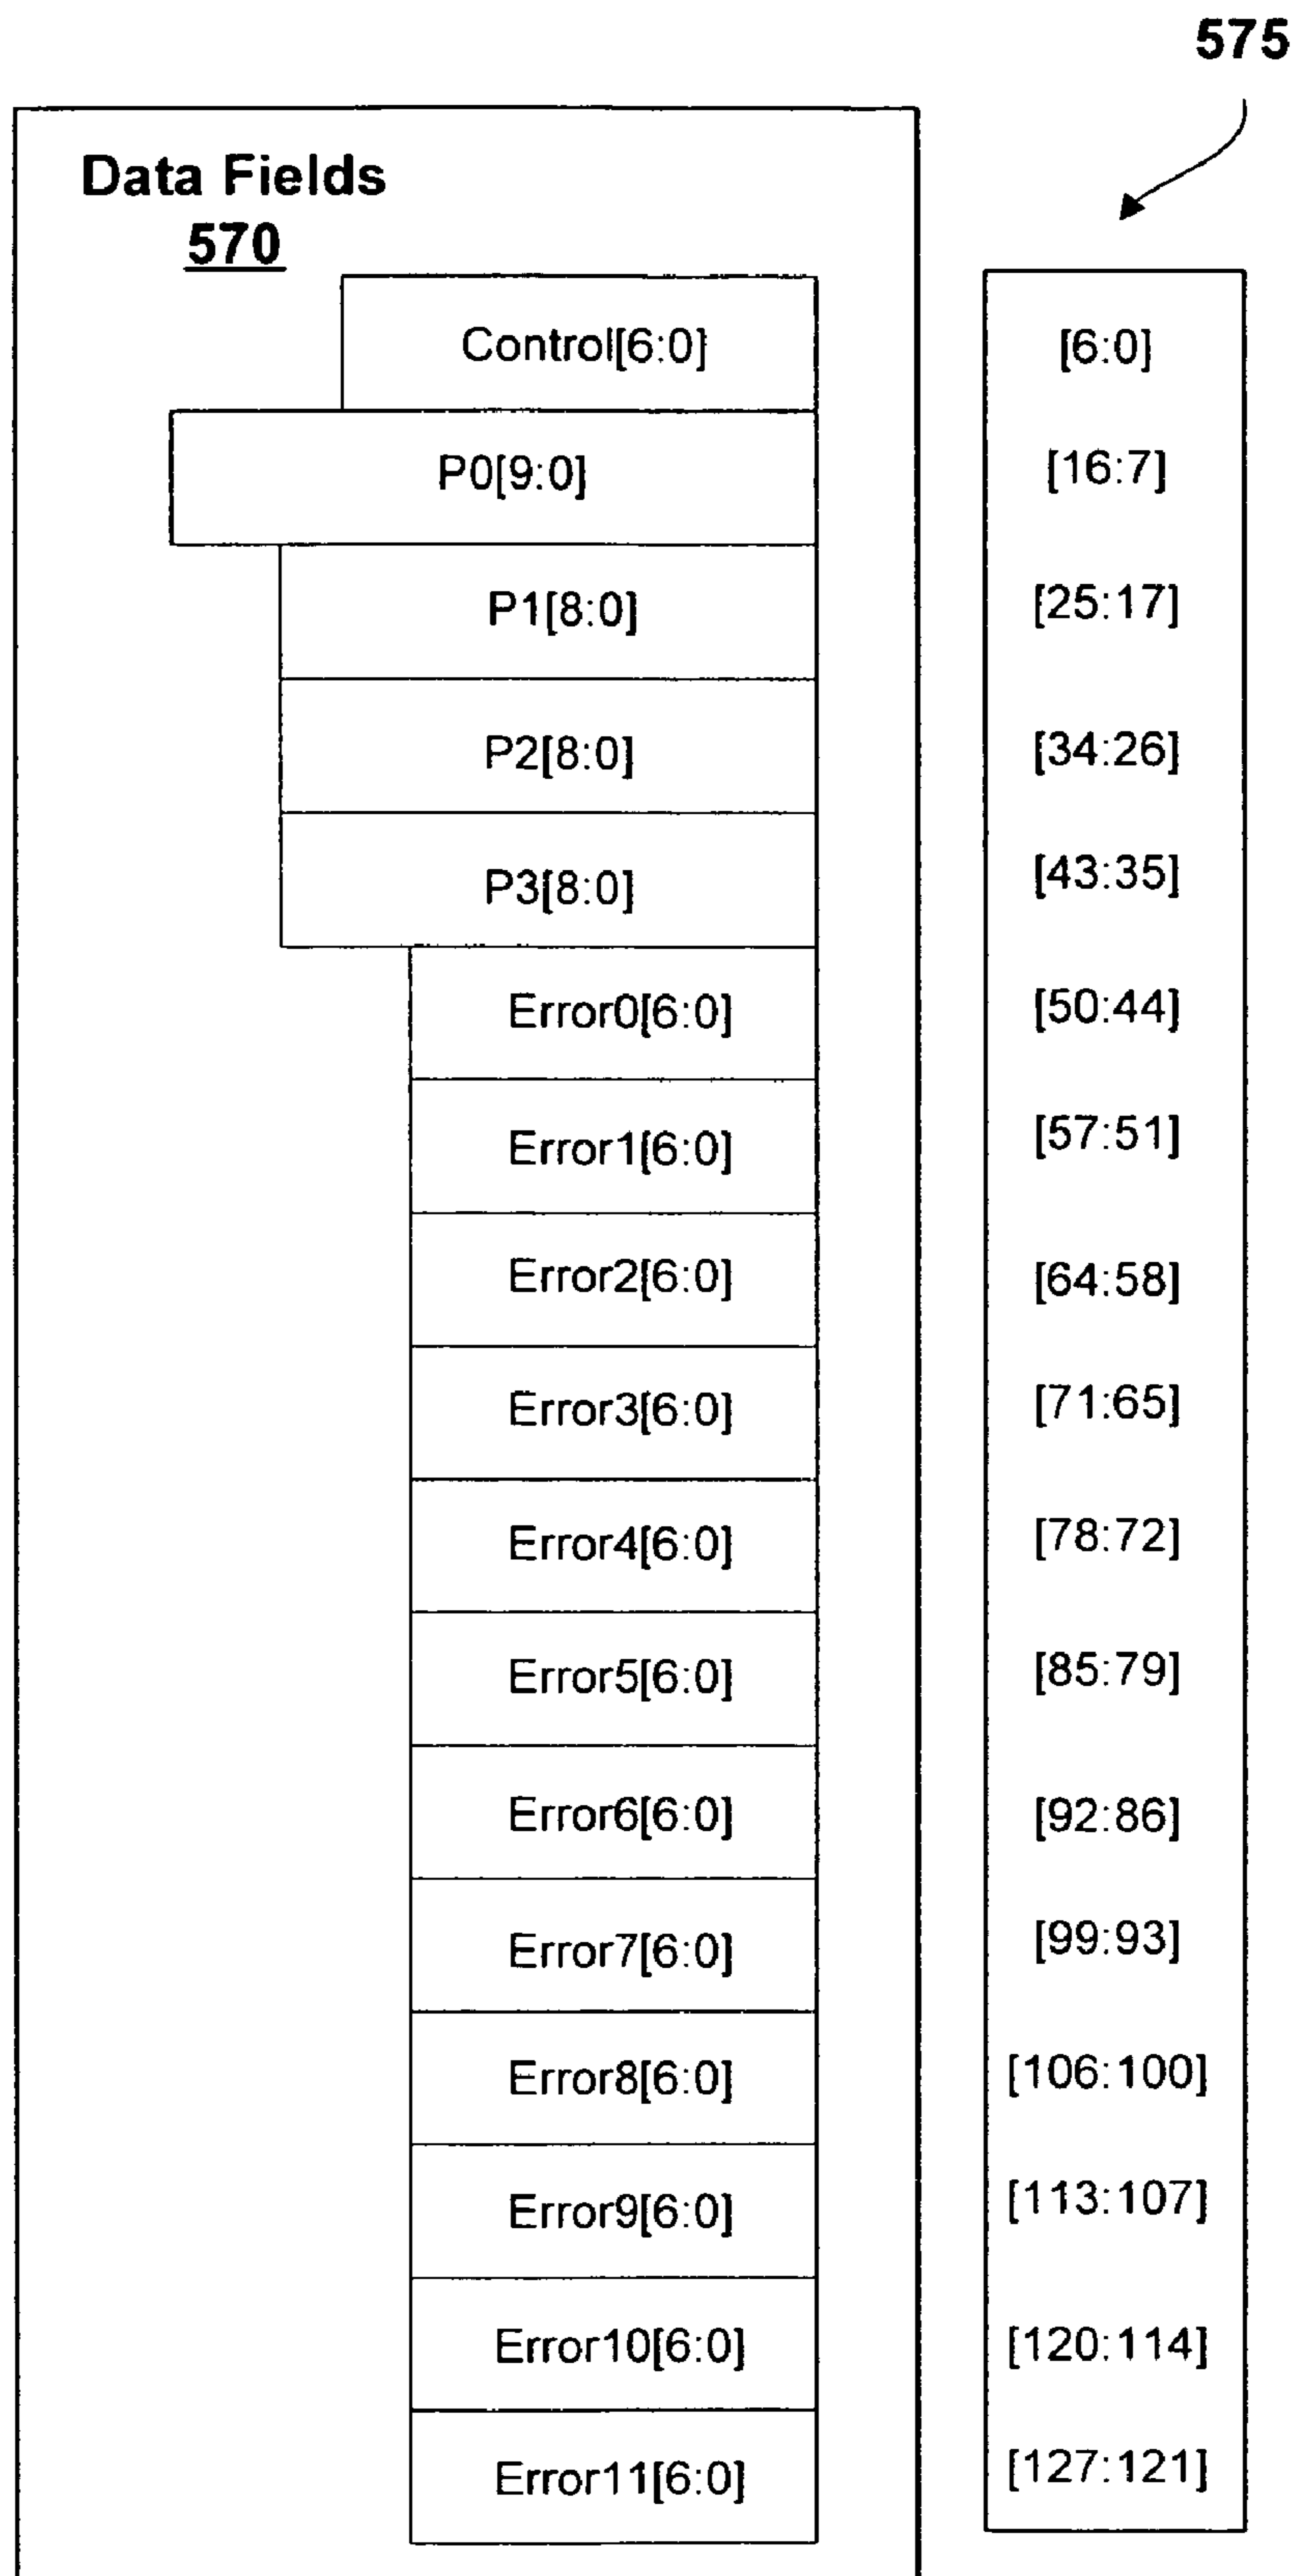 575
Data Fields
570
Control[6:0] [6:0]
P0[9:0] [16:7]
P1[8:0] [25:17]
P2[8:0] [34:26]
P3[8:0] [43:35]
Error0[6:0] [50:44]
Error1[6:0] [57:51]
Error2[6:0] [64:58]
Error3[6:0] [71:65]
Error4[6:0] [78:72]
Error5[6:0] [85:79]
Error6[6:0] [92:86]
Error7[6:0] [99:93]
Error8[6:0] [106:100]
Error9[6:0] [113:107]
Error10[6:0] [120:114]
Error11[6:0] [127:121]